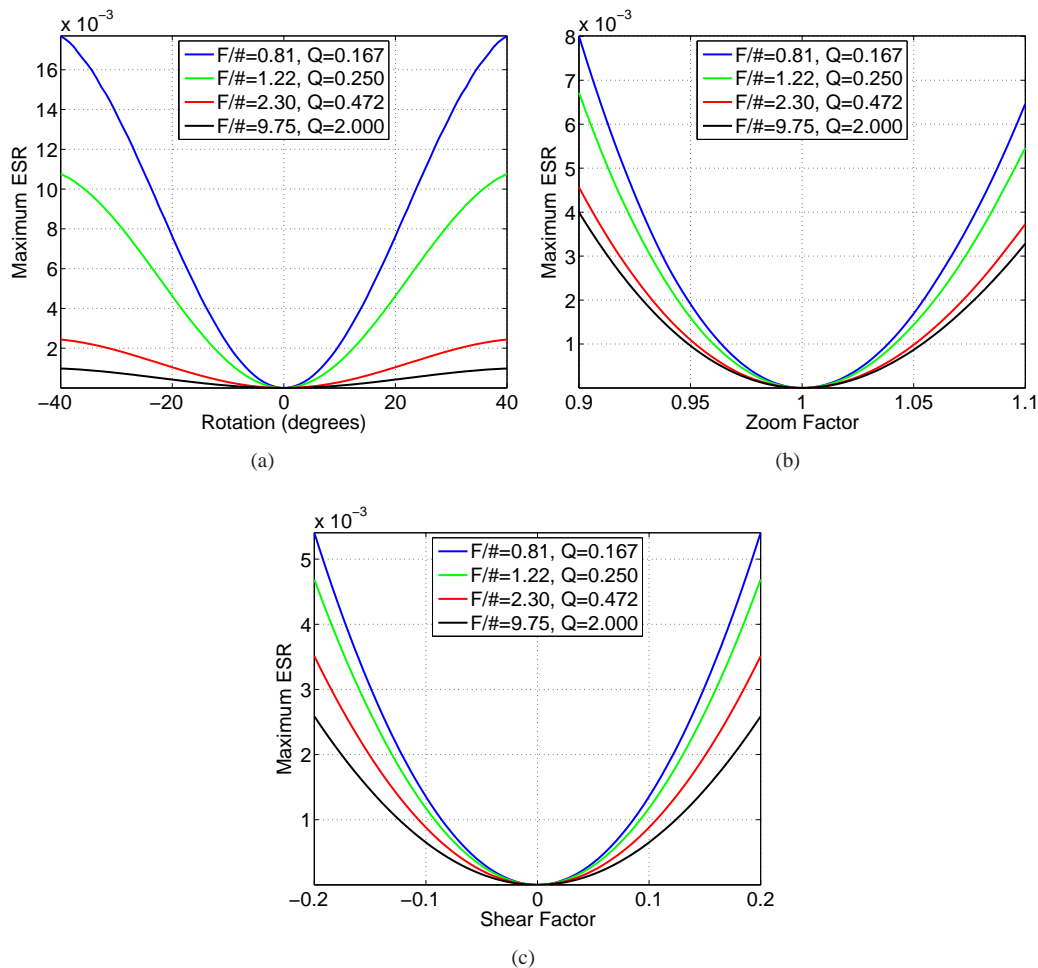 x 10⁻³
16
14
12
10
8
6
4
2
Maximum ESR
F/#=0.81, Q=0.167
F/#=1.22, Q=0.250
F/#=2.30, Q=0.472
F/#=9.75, Q=2.000
−40
−20
0
20
40
Rotation (degrees)
(a)
x 10⁻³
8
7
6
5
4
3
2
1
Maximum ESR
F/#=0.81, Q=0.167
F/#=1.22, Q=0.250
F/#=2.30, Q=0.472
F/#=9.75, Q=2.000
0.9
0.95
1
1.05
1.1
Zoom Factor
(b)
x 10⁻³
5
4
3
2
1
Maximum ESR
F/#=0.81, Q=0.167
F/#=1.22, Q=0.250
F/#=2.30, Q=0.472
F/#=9.75, Q=2.000
−0.2
−0.1
0
0.1
0.2
Shear Factor
(c)